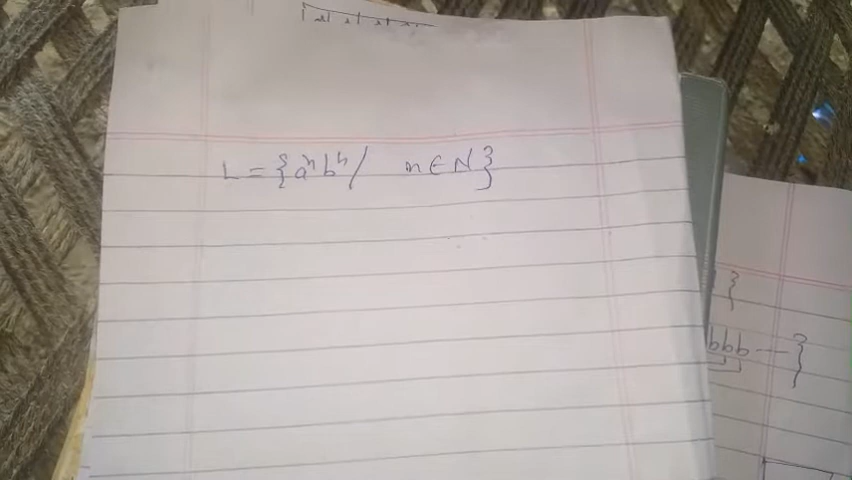 L = {aⁿbⁿ / n ∈ N}
}
bbb --- }